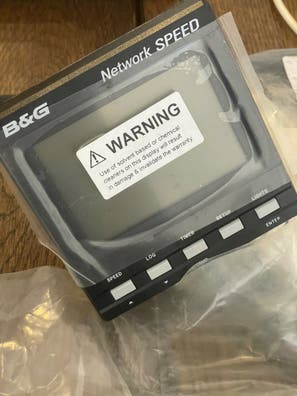 B&G
Network SPEED
WARNING
Use of solvent based or chemical
cleaners on this display will result
in damage & invalidate the warranty.
SPEED
LOG
TIMER
SETUP
LIGHTS
ENTER